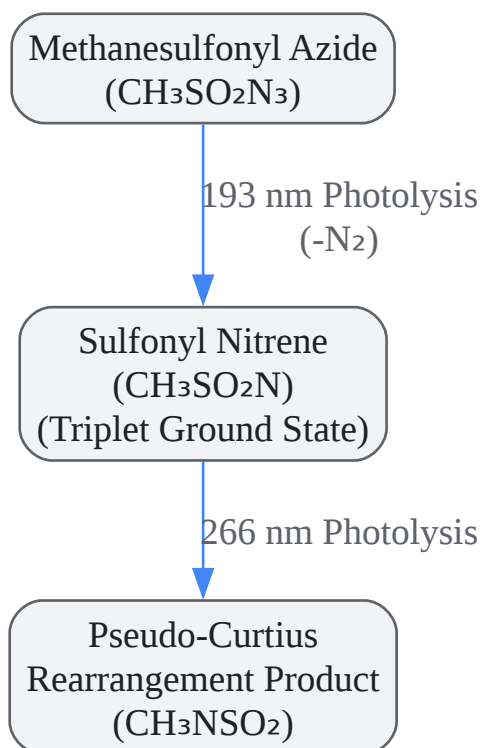 Methanesulfonyl Azide
(CH₃SO₂N₃)
193 nm Photolysis
(-N₂)
Sulfonyl Nitrene
(CH₃SO₂N)
(Triplet Ground State)
266 nm Photolysis
Pseudo-Curtius
Rearrangement Product
(CH₃NSO₂)